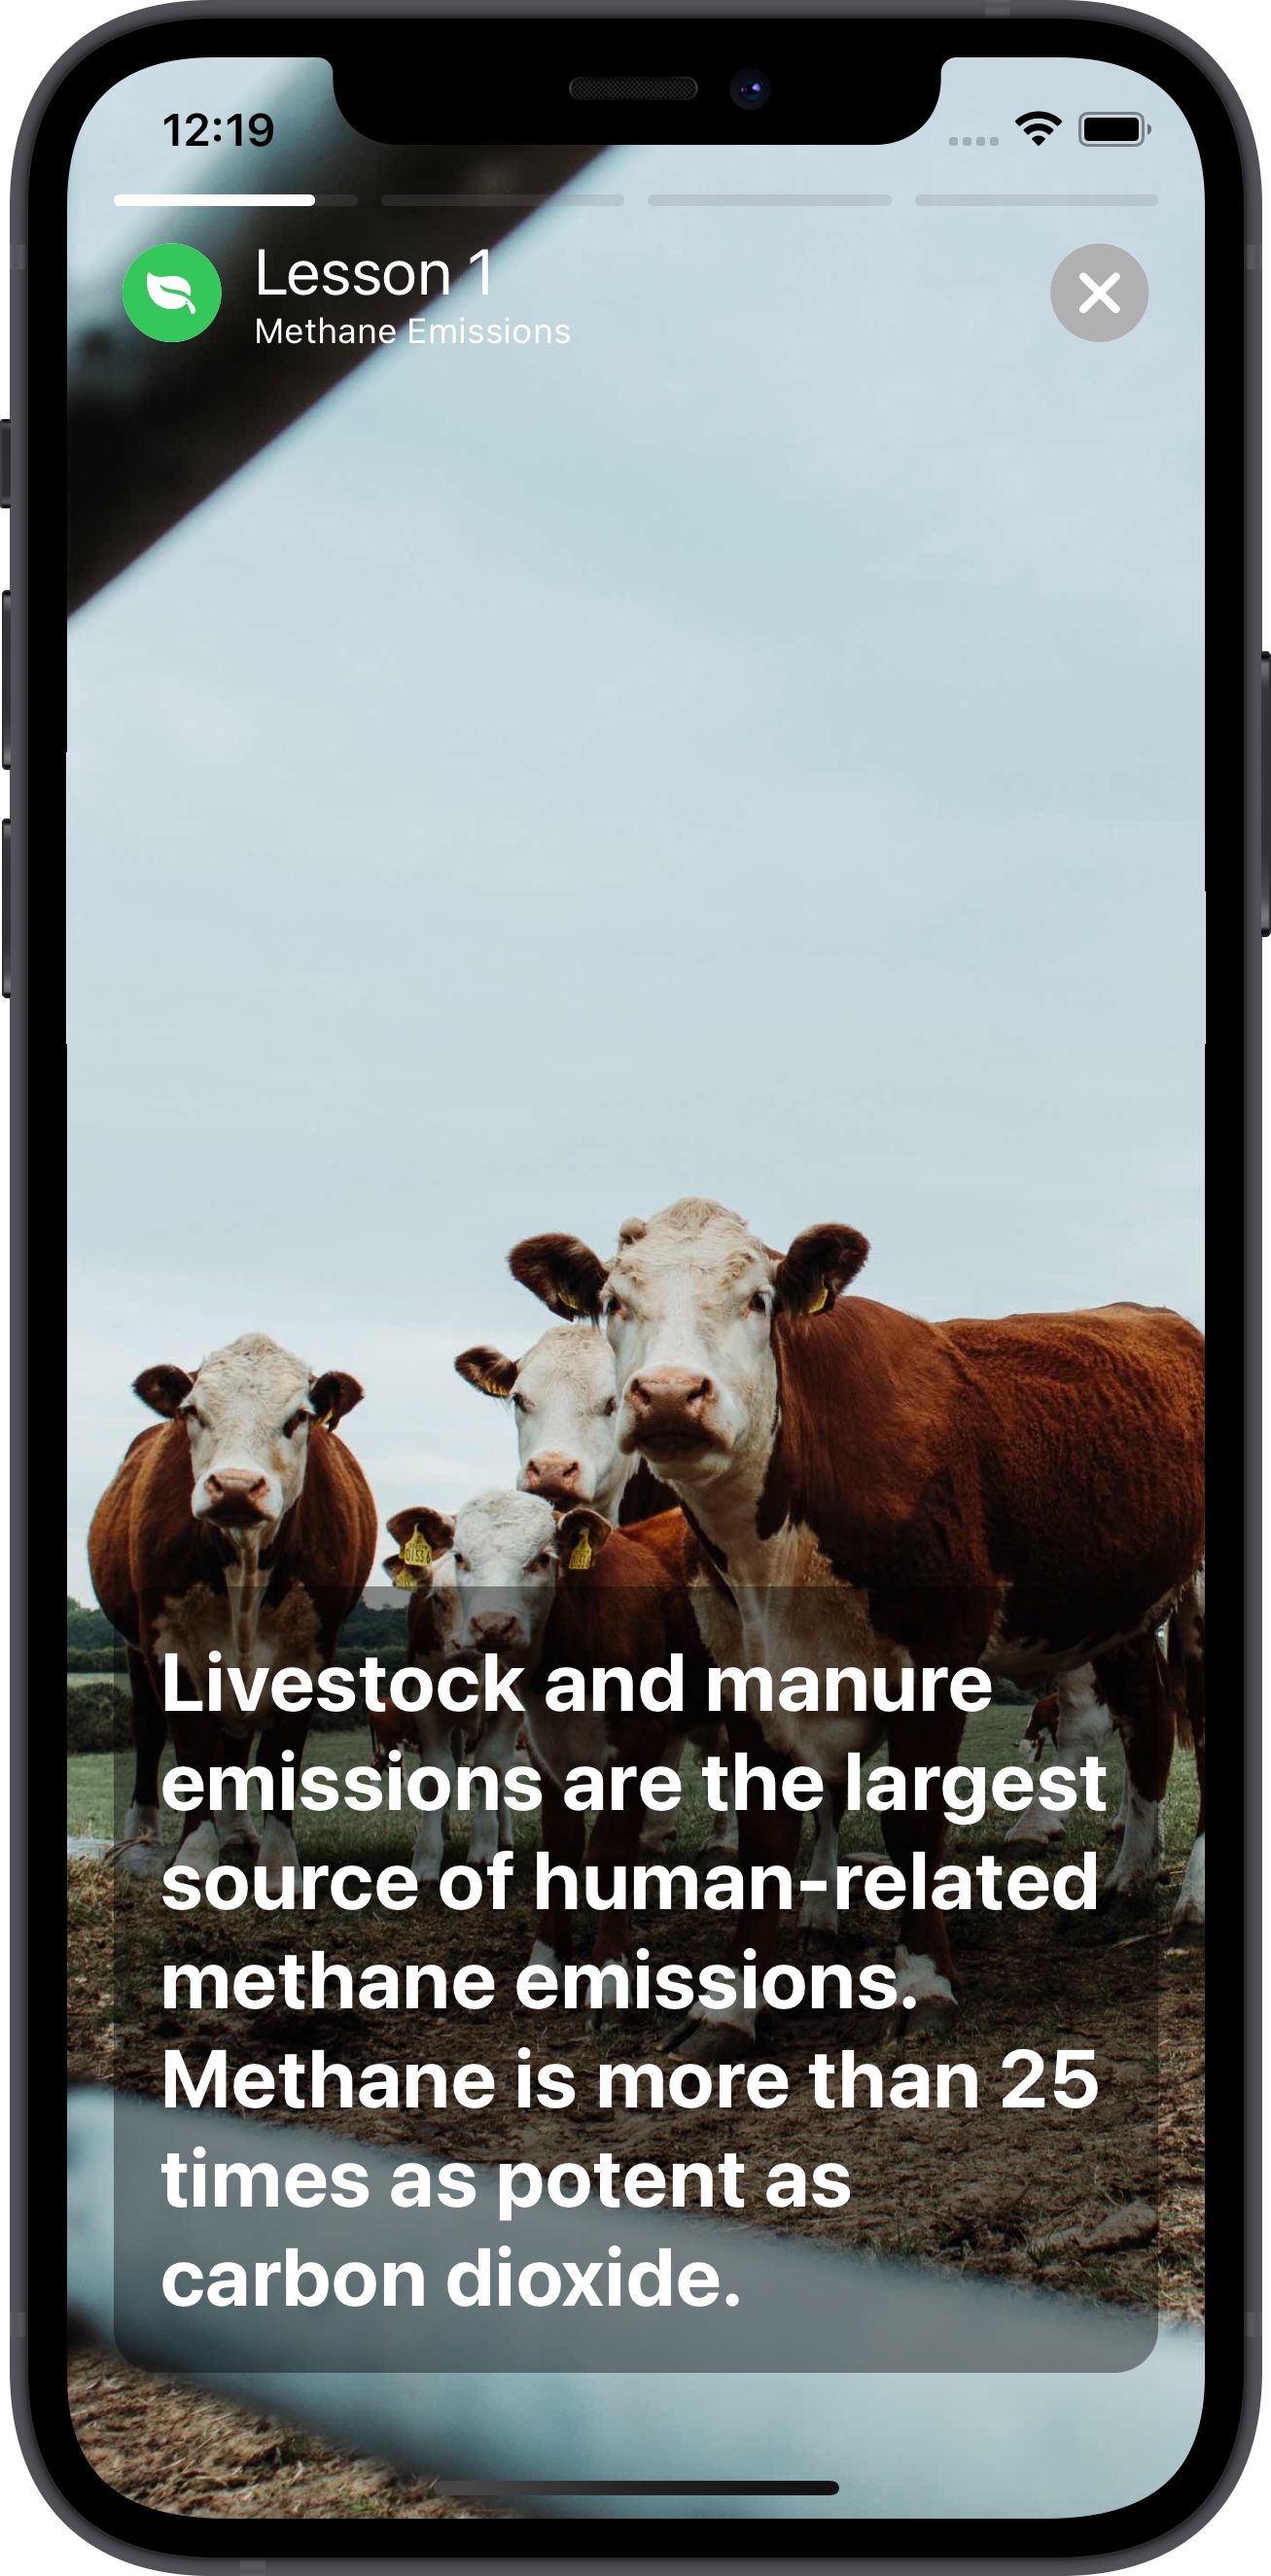 12:19
Lesson 1
Methane Emissions
Livestock and manure
emissions are the largest
source of human-related
methane emissions.
Methane is more than 25
times as potent as
carbon dioxide.